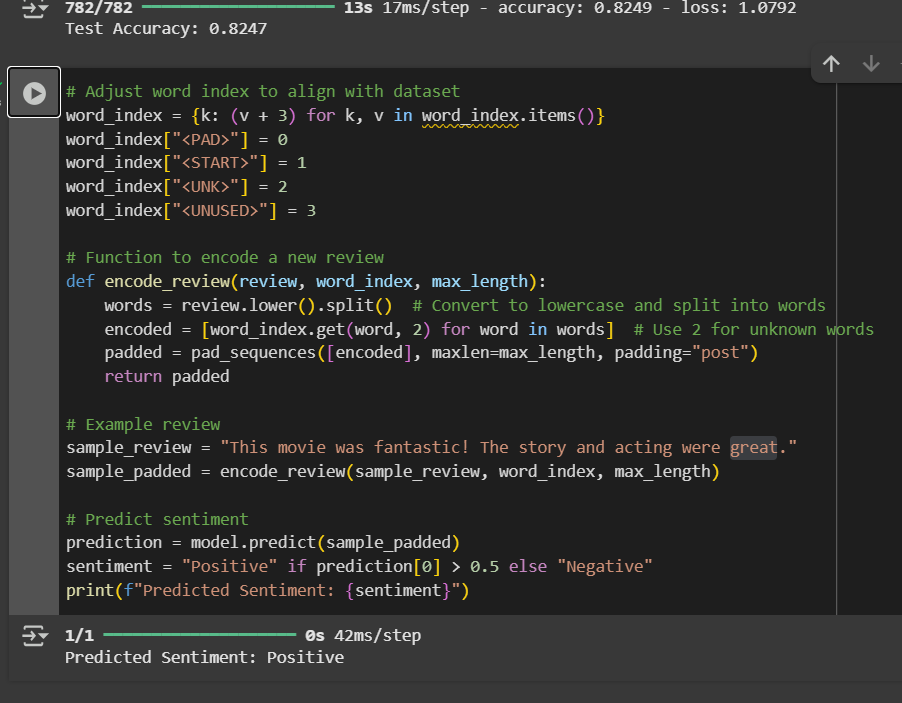 782/782 ━━━━━━━━━━━━━━━━━━━━ 13s 17ms/step - accuracy: 0.8249 - loss: 1.0792
Test Accuracy: 0.8247
# Adjust word index to align with dataset
word_index = {k: (v + 3) for k, v in word_index.items()}
word_index["<PAD>"] = 0
word_index["<START>"] = 1
word_index["<UNK>"] = 2
word_index["<UNUSED>"] = 3

# Function to encode a new review
def encode_review(review, word_index, max_length):
    words = review.lower().split()  # Convert to lowercase and split into words
    encoded = [word_index.get(word, 2) for word in words]  # Use 2 for unknown words
    padded = pad_sequences([encoded], maxlen=max_length, padding="post")
    return padded

# Example review
sample_review = "This movie was fantastic! The story and acting were great."
sample_padded = encode_review(sample_review, word_index, max_length)

# Predict sentiment
prediction = model.predict(sample_padded)
sentiment = "Positive" if prediction[0] > 0.5 else "Negative"
print(f"Predicted Sentiment: {sentiment}")
1/1 ━━━━━━━━━━━━━━━━━━━━ 0s 42ms/step
Predicted Sentiment: Positive